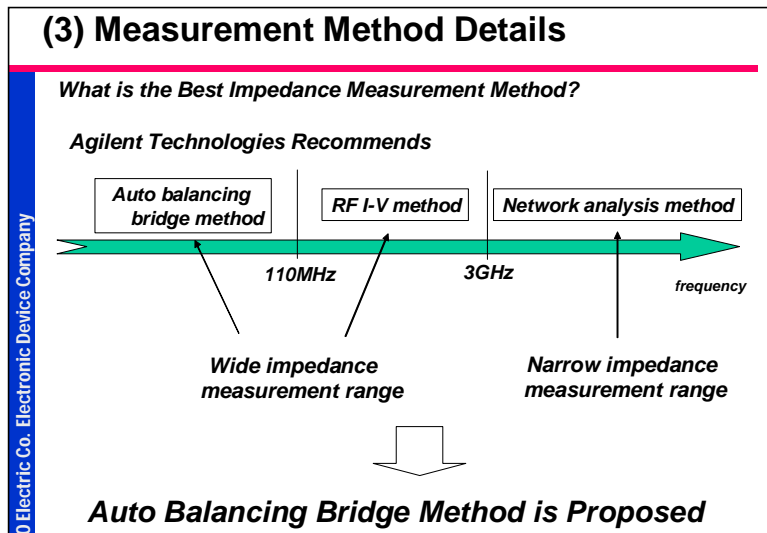 (3) Measurement Method Details
What is the Best Impedance Measurement Method?
Agilent Technologies Recommends
Auto balancing
bridge method
RF I-V method
Network analysis method
110MHz
3GHz
frequency
Wide impedance
measurement range
Narrow impedance
measurement range
Auto Balancing Bridge Method is Proposed
Electric Co. Electronic Device Company